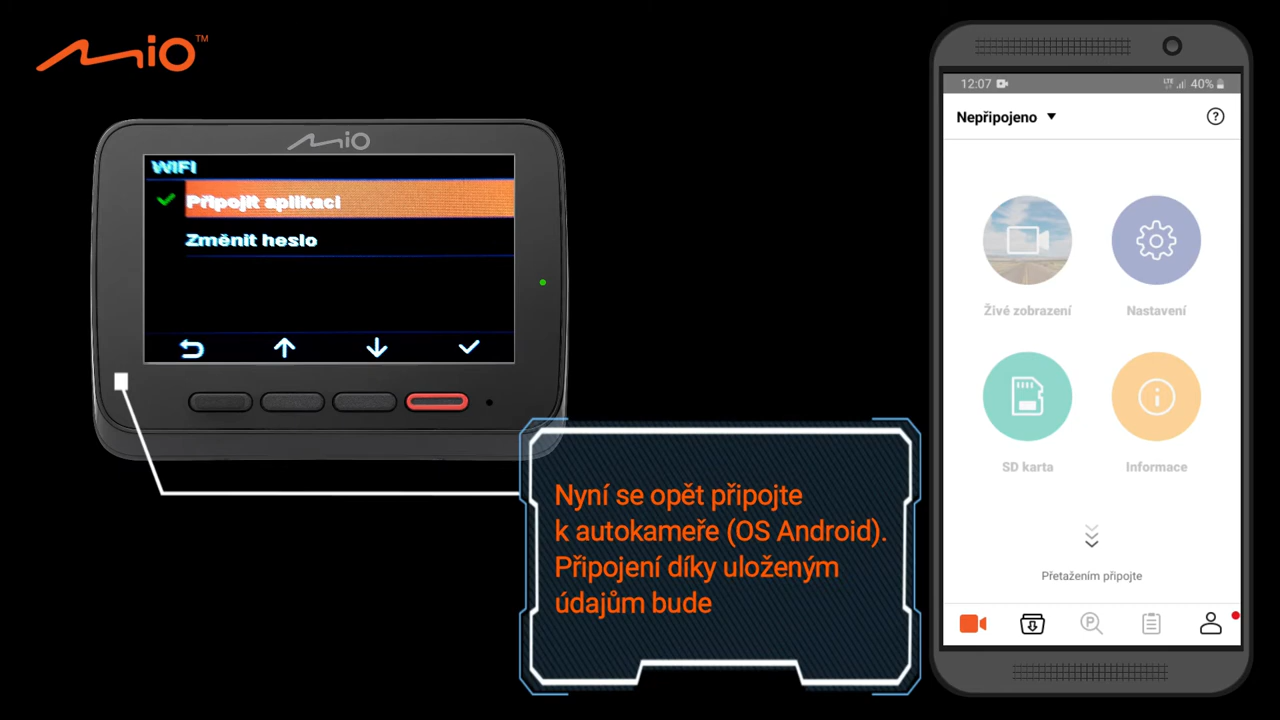 MiO™
MiO
WIFI
Připojit aplikaci
Změnit heslo
Nyní se opět připojte
k autokameře (OS Android).
Připojení díky uloženým
údajům bude
12:07
LTE
40%
Nepřipojeno
?
Živé zobrazení
Nastavení
SD karta
Informace
Přetažením připojte
P